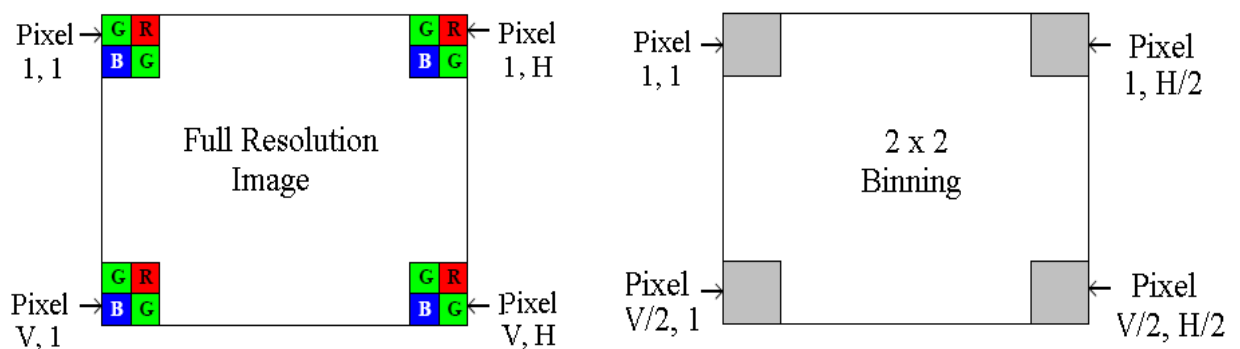 G R
B G
G R
B G
Pixel
1, 1
Pixel
1, H
Full Resolution
Image
G R
B G
G R
B G
Pixel
V, 1
Pixel
V, H
Pixel
1, 1
Pixel
1, H/2
2 x 2
Binning
Pixel
V/2, 1
Pixel
V/2, H/2